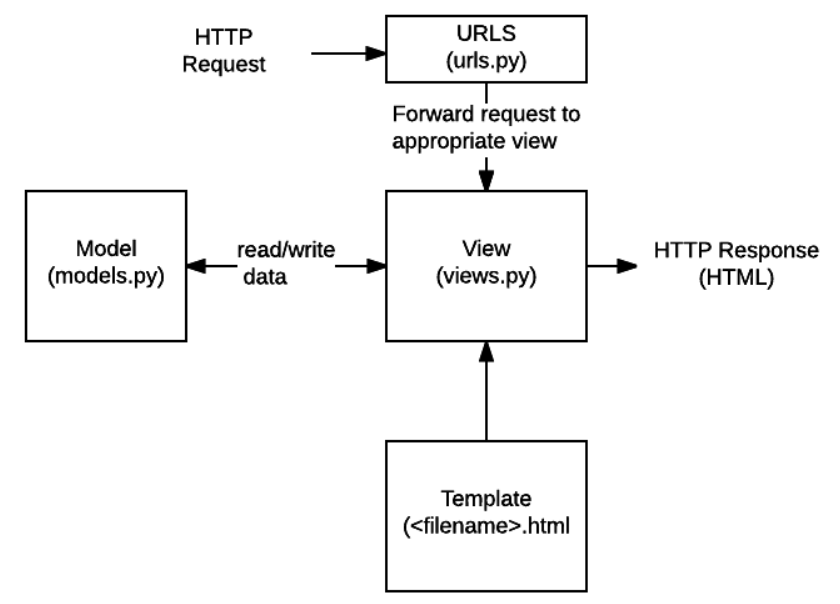 HTTP
Request
URLS
(urls.py)
Forward request to
appropriate view
Model
(models.py)
read/write
data
View
(views.py)
HTTP Response
(HTML)
Template
(<filename>.html